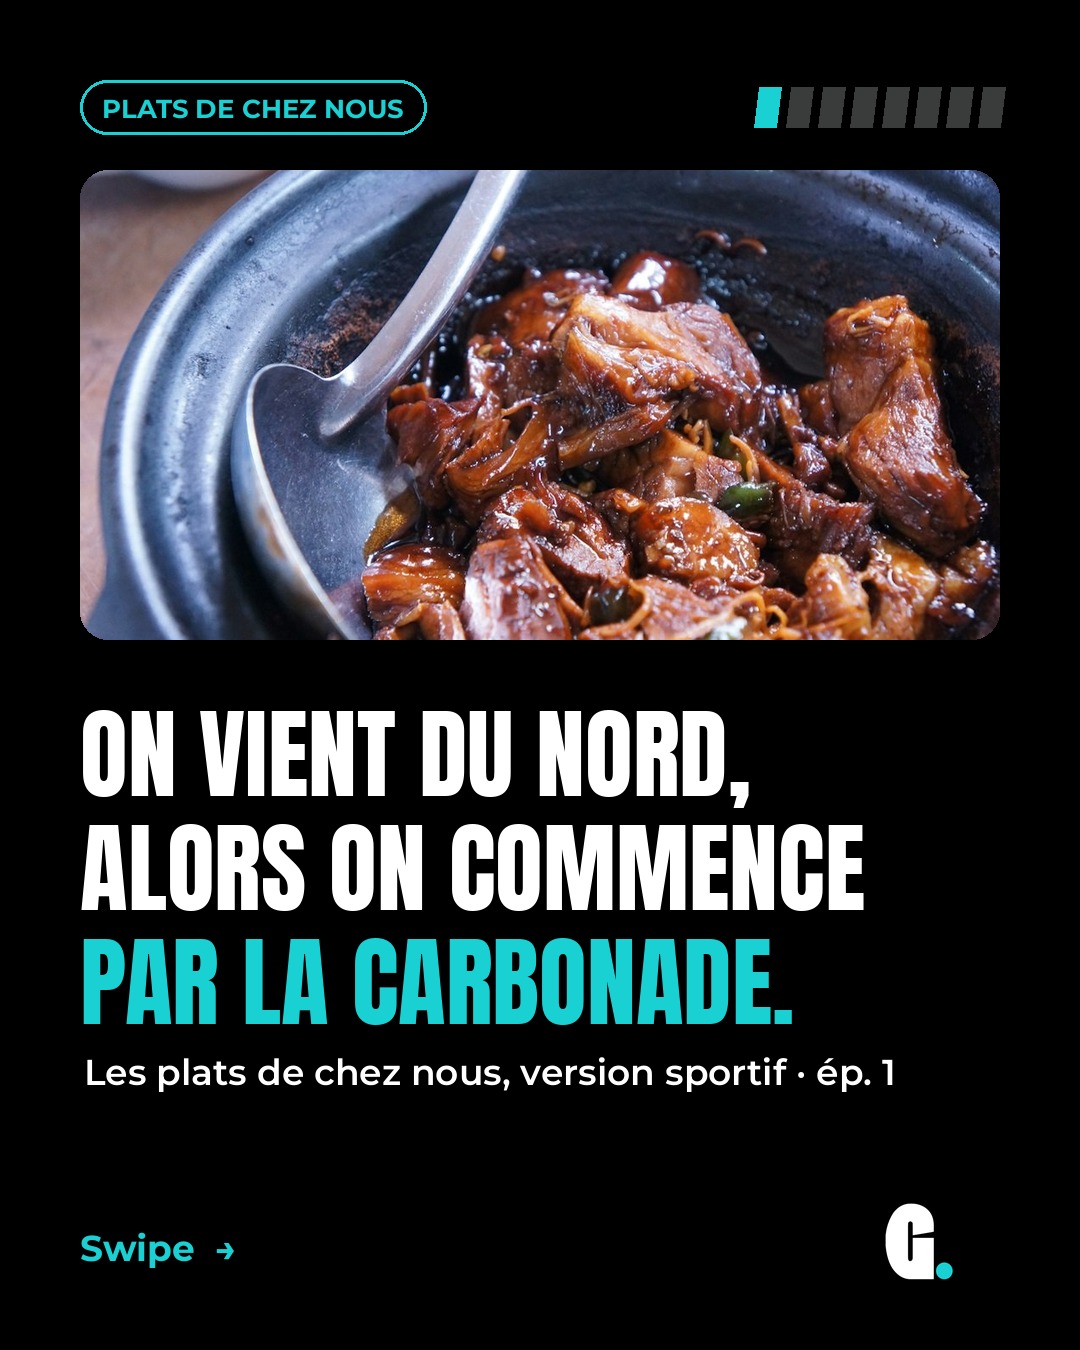 PLATS DE CHEZ NOUS
ON VIENT DU NORD,
ALORS ON COMMENCE
PAR LA CARBONADE.
Les plats de chez nous, version sportif · ép. 1
Swipe →
G.